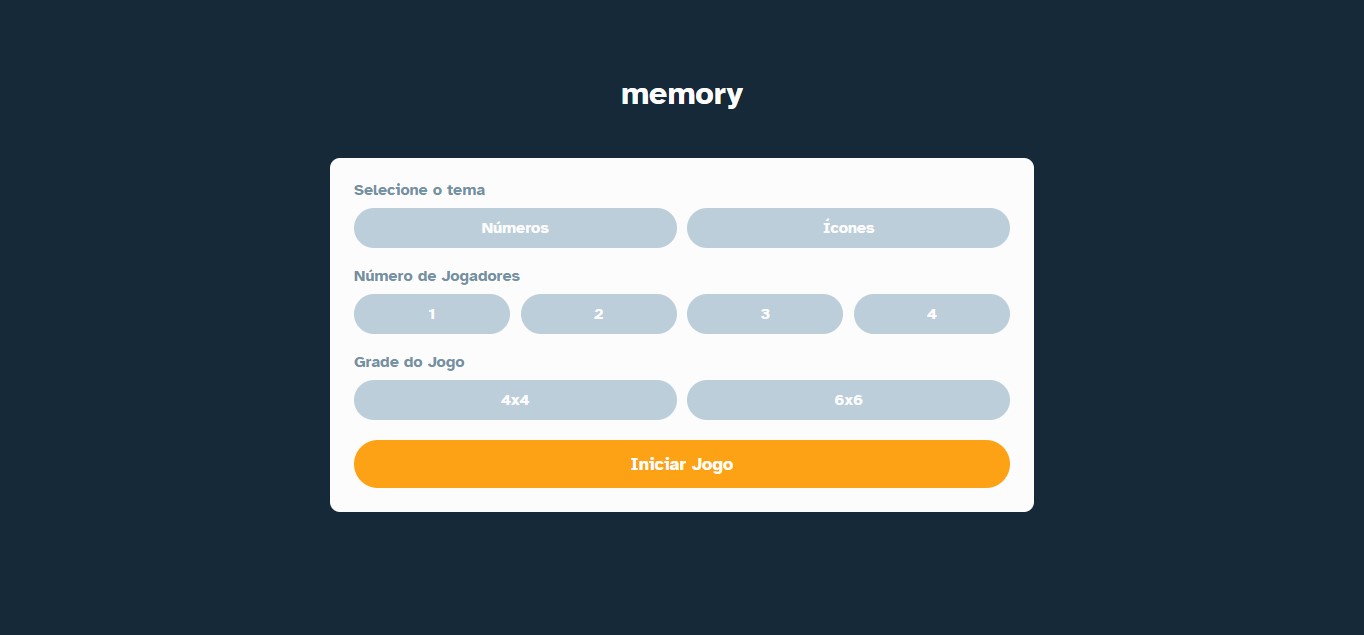 memory
Selecione o tema
Números Ícones
Número de Jogadores
1 2 3 4
Grade do Jogo
4x4 6x6
Iniciar Jogo